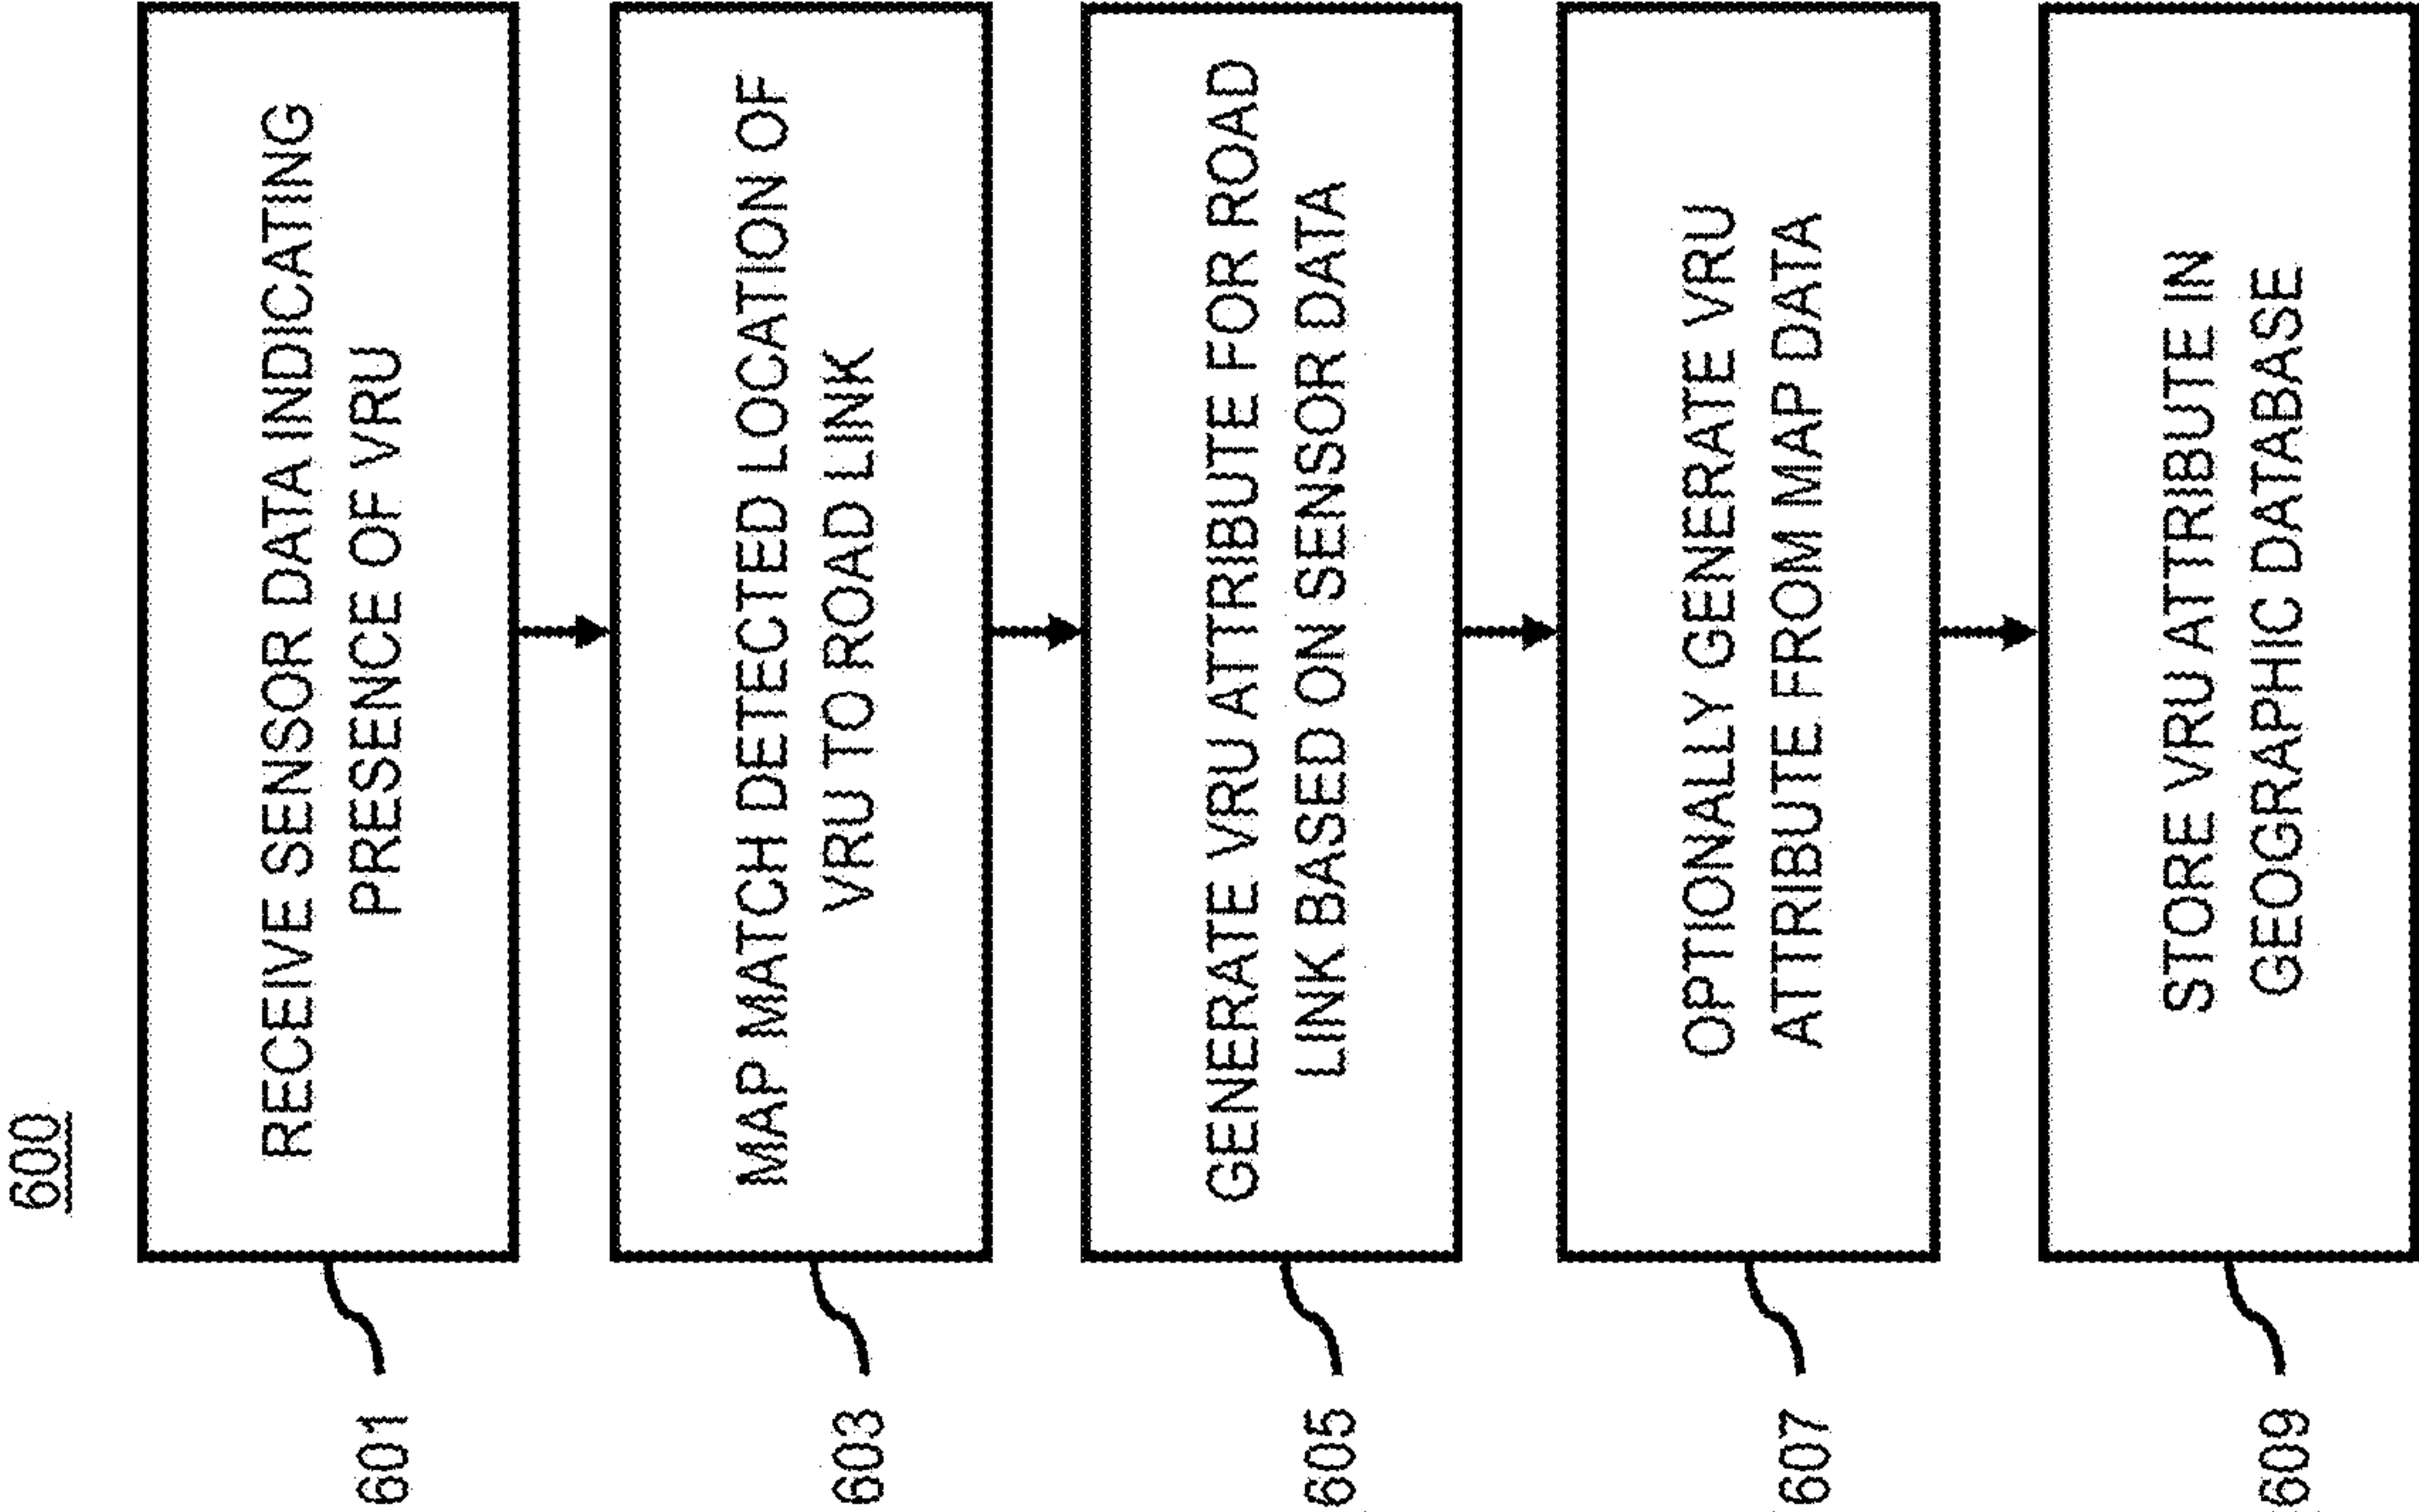 600
601
RECEIVE SENSOR DATA INDICATING
PRESENCE OF VRU
603
MAP MATCH DETECTED LOCATION OF
VRU TO ROAD LINK
605
GENERATE VRU ATTRIBUTE FOR ROAD
LINK BASED ON SENSOR DATA
607
OPTIONALLY GENERATE VRU
ATTRIBUTE FROM MAP DATA
609
STORE VRU ATTRIBUTE IN
GEOGRAPHIC DATABASE